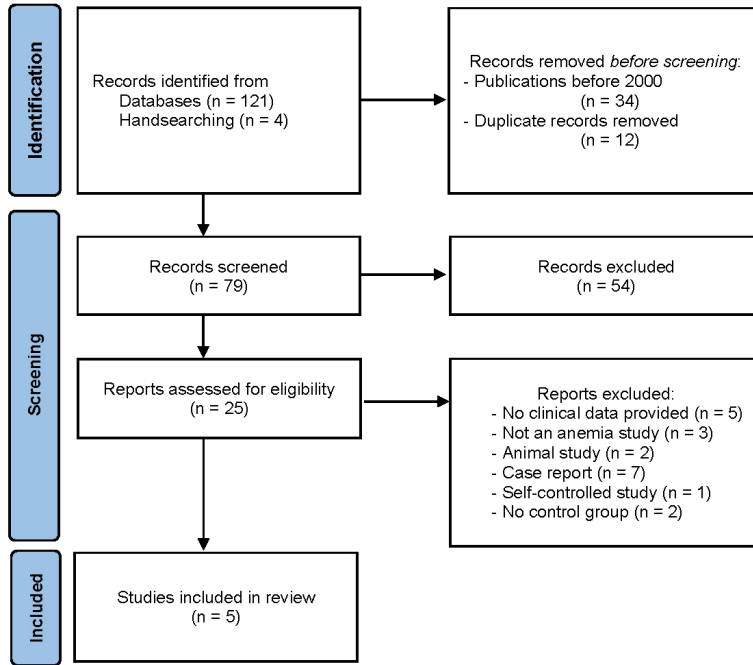 Identification
Records identified from
Databases (n = 121)
Handsearching (n = 4)
Records removed before screening:
- Publications before 2000
(n = 34)
- Duplicate records removed
(n = 12)
Screening
Records screened
(n = 79)
Records excluded
(n = 54)
Reports assessed for eligibility
(n = 25)
Reports excluded:
- No clinical data provided (n = 5)
- Not an anemia study (n = 3)
- Animal study (n = 2)
- Case report (n = 7)
- Self-controlled study (n = 1)
- No control group (n = 2)
Included
Studies included in review
(n = 5)